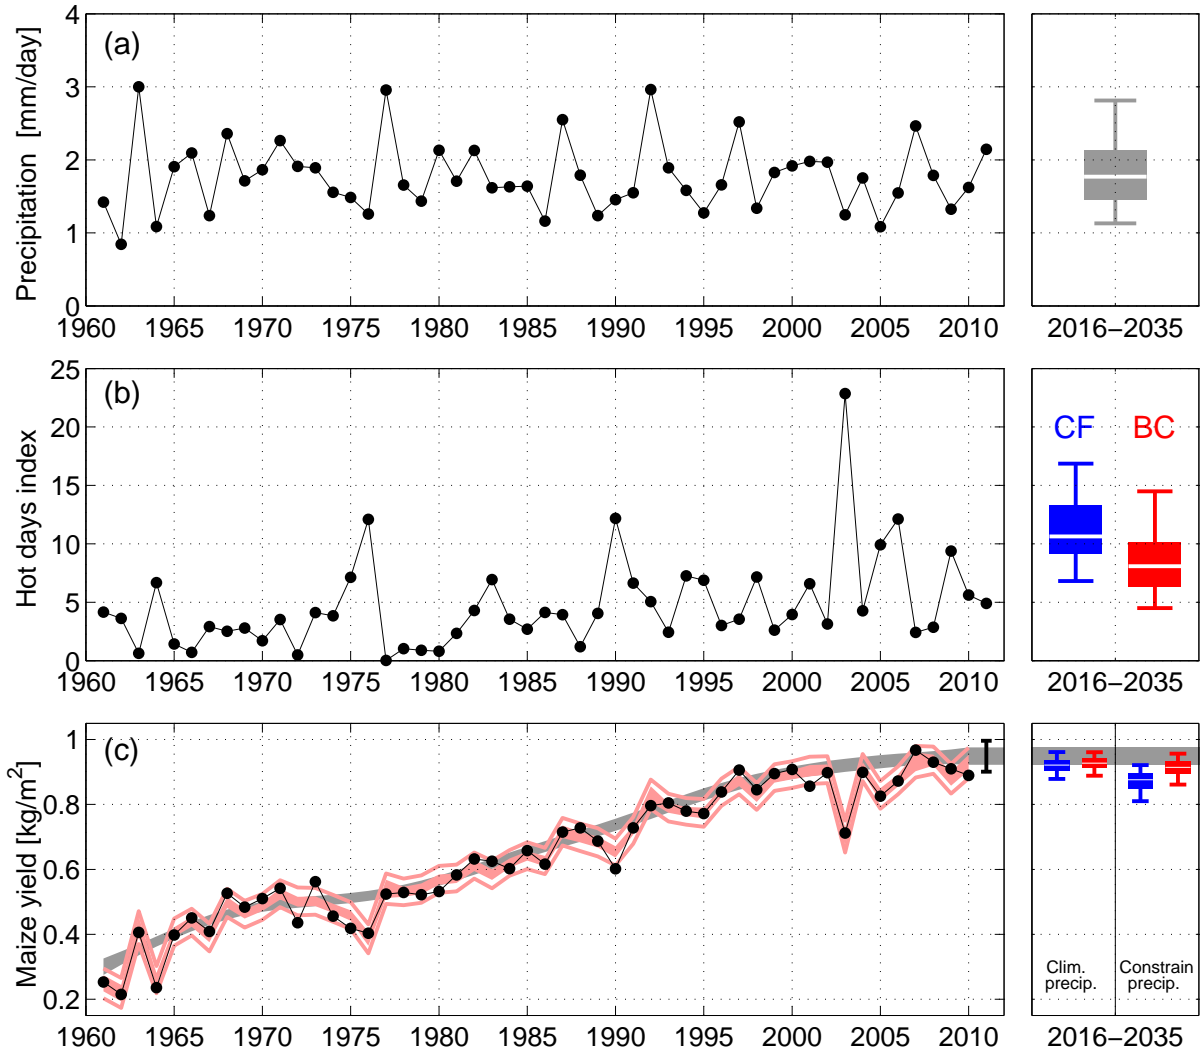 (a)
Precipitation [mm/day]
4
3
2
1
0
1960 1965 1970 1975 1980 1985 1990 1995 2000 2005 2010
2016−2035
(b)
Hot days index
25
20
15
10
5
0
CF BC
1960 1965 1970 1975 1980 1985 1990 1995 2000 2005 2010
2016−2035
(c)
Maize yield [kg/m²]
1
0.8
0.6
0.4
0.2
Clim. precip.
Constrain precip.
1960 1965 1970 1975 1980 1985 1990 1995 2000 2005 2010
2016−2035